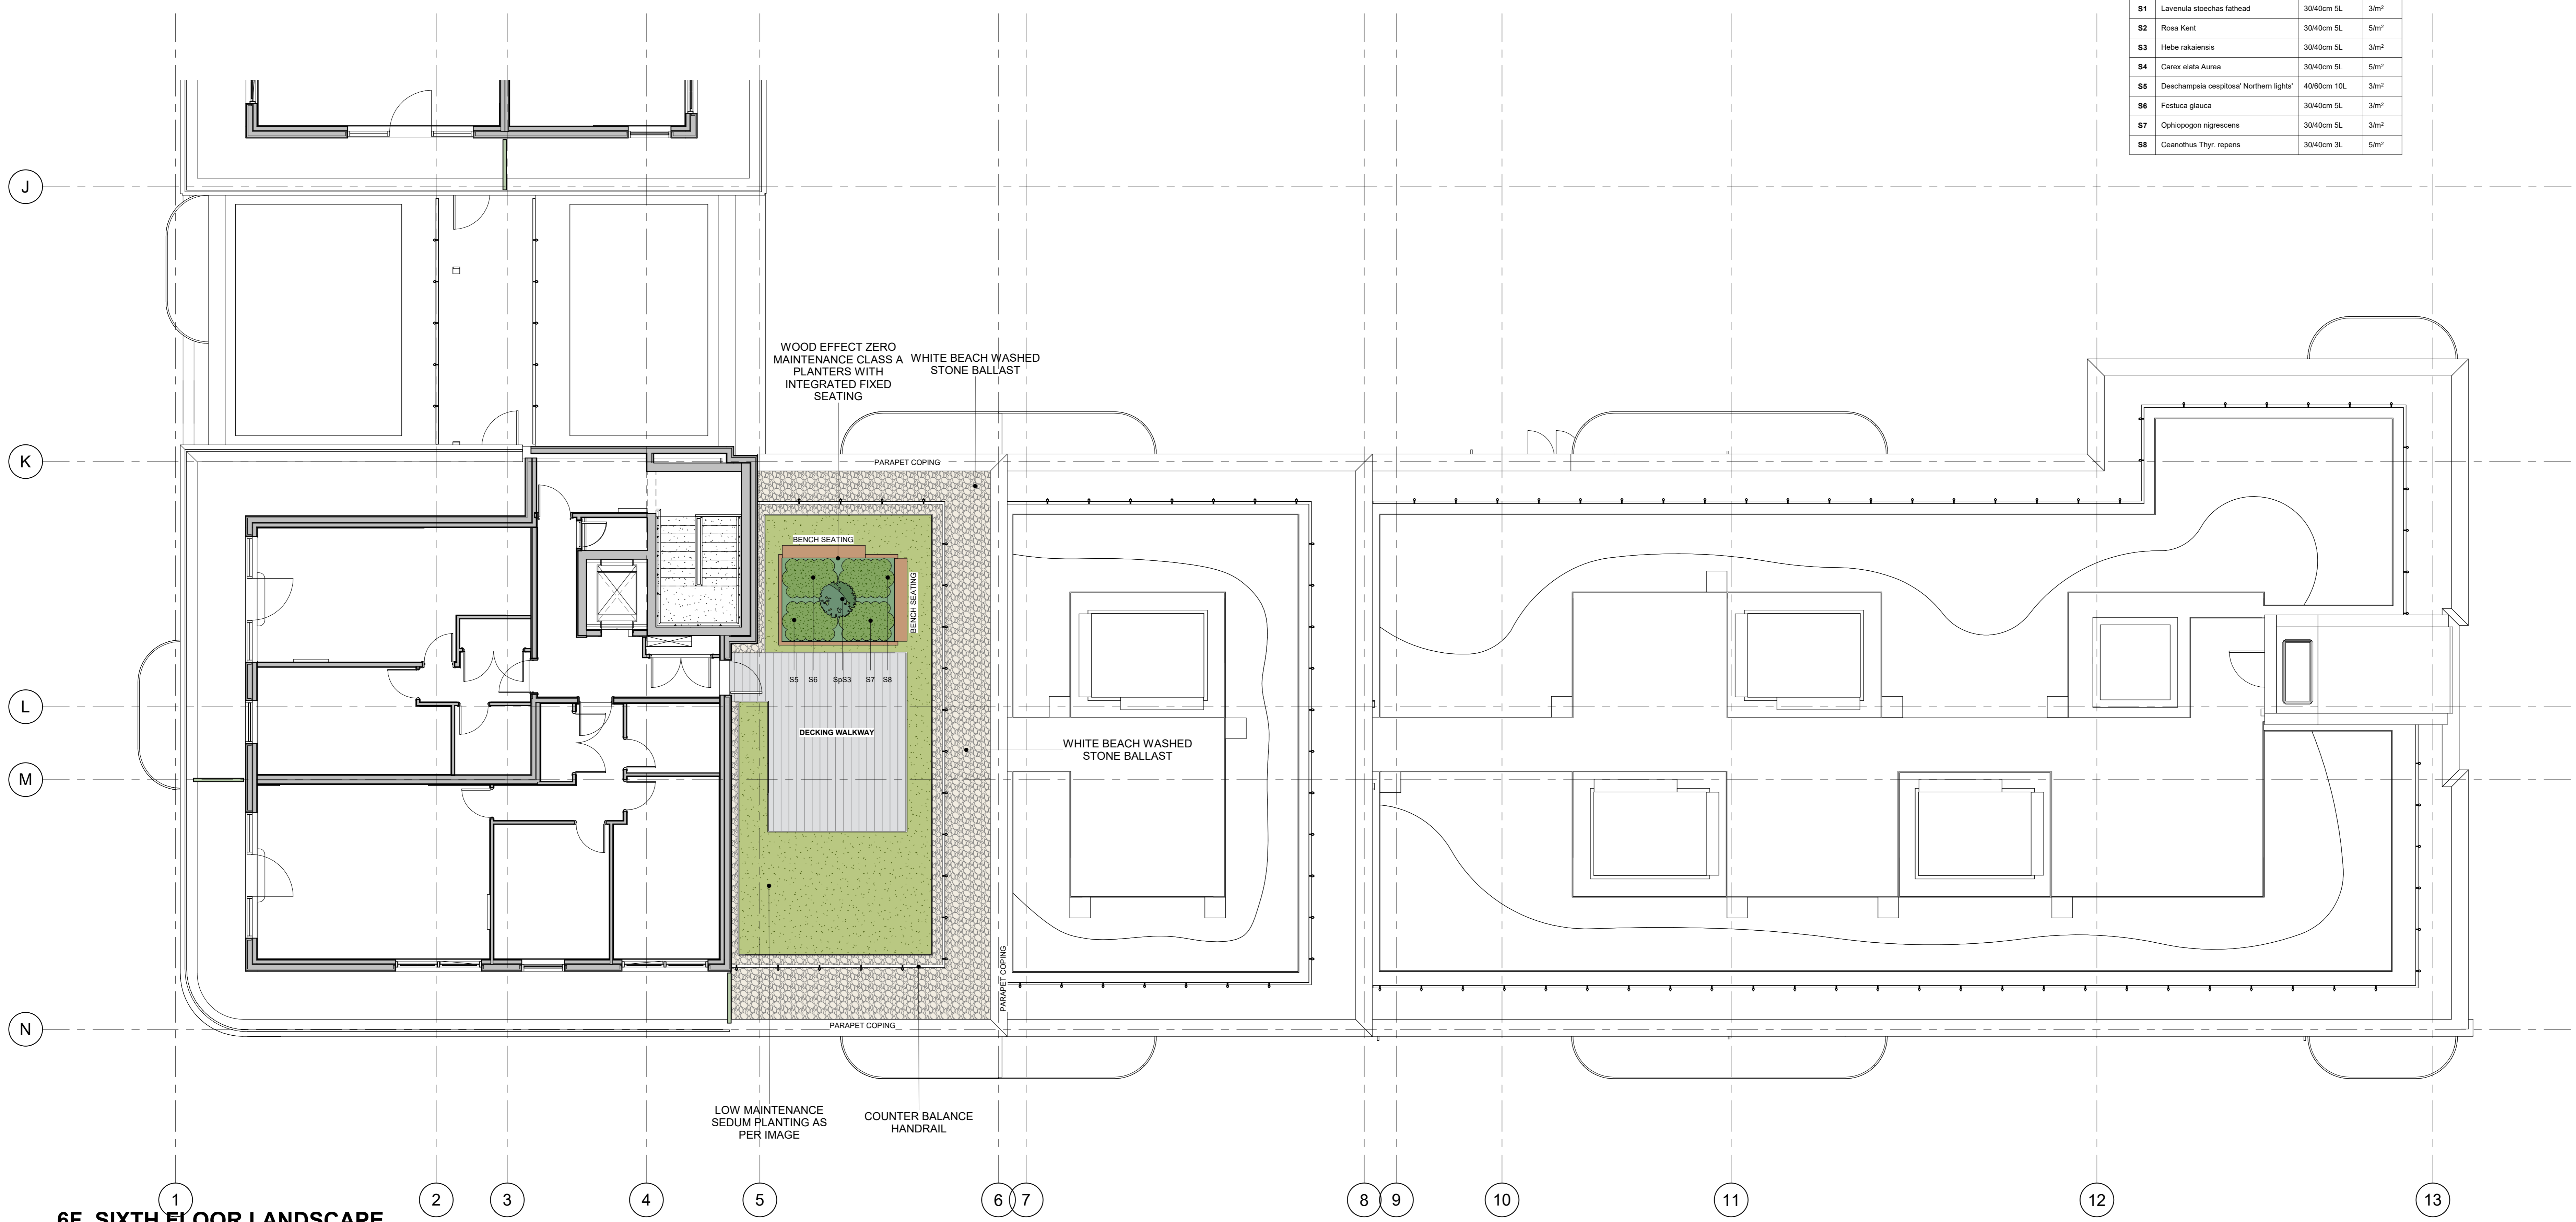 S1 Lavenula stoechas fathead 30/40cm 5L 3/m²
S2 Rosa Kent 30/40cm 5L 5/m²
S3 Hebe rakaiensis 30/40cm 5L 3/m²
S4 Carex elata Aurea 30/40cm 5L 5/m²
S5 Deschampsia cespitosa' Northern lights' 40/60cm 10L 3/m²
S6 Festuca glauca 30/40cm 5L 3/m²
S7 Ophiopogon nigrescens 30/40cm 5L 3/m²
S8 Ceanothus Thyr. repens 30/40cm 3L 5/m²
J
WOOD EFFECT ZERO
MAINTENANCE CLASS A
PLANTERS WITH
INTEGRATED FIXED
SEATING
WHITE BEACH WASHED
STONE BALLAST
K
PARAPET COPING
BENCH SEATING
BENCH SEATING
S5 S6 SpS3 S7 S8
L
DECKING WALKWAY
WHITE BEACH WASHED
STONE BALLAST
M
PARAPET COPING
N
PARAPET COPING
LOW MAINTENANCE
SEDUM PLANTING AS
PER IMAGE
COUNTER BALANCE
HANDRAIL
1 2 3 4 5 6 7 8 9 10 11 12 13
6F SIXTH FLOOR LANDSCAPE